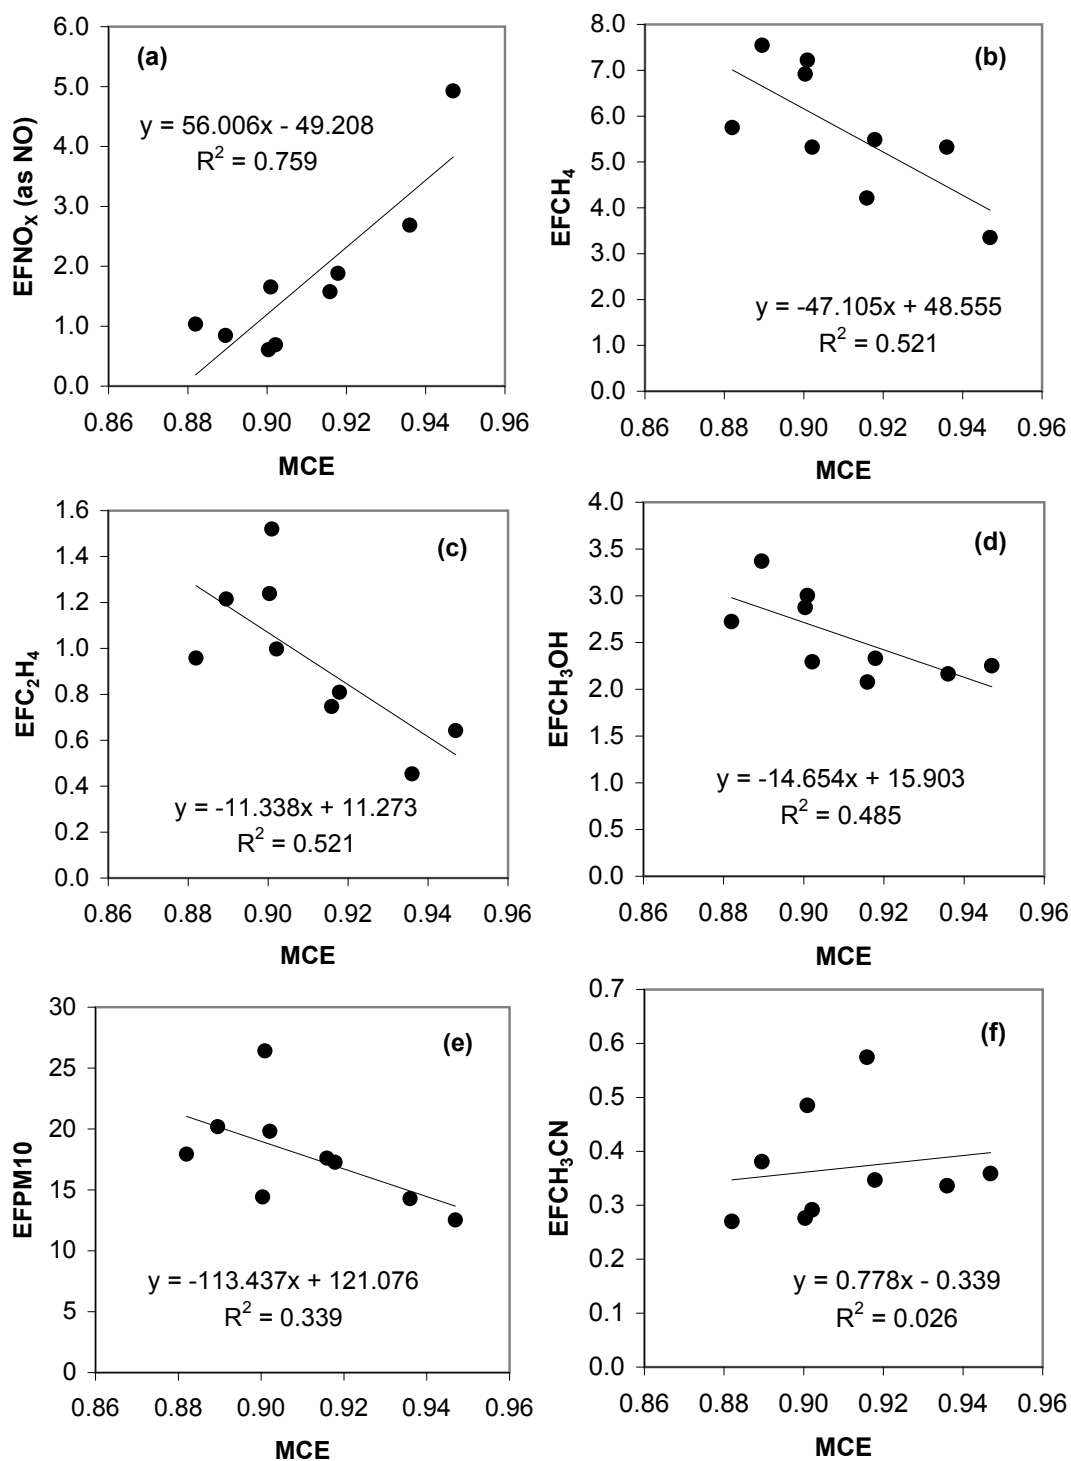 (a)
y = 56.006x - 49.208
R² = 0.759
EFNOₓ (as NO)
6.0
5.0
4.0
3.0
2.0
1.0
0.0
0.86 0.88 0.90 0.92 0.94 0.96
MCE
(b)
y = -47.105x + 48.555
R² = 0.521
EFCH₄
8.0
7.0
6.0
5.0
4.0
3.0
2.0
1.0
0.0
0.86 0.88 0.90 0.92 0.94 0.96
MCE
(c)
y = -11.338x + 11.273
R² = 0.521
EFC₂H₄
1.6
1.4
1.2
1.0
0.8
0.6
0.4
0.2
0.0
0.86 0.88 0.90 0.92 0.94 0.96
MCE
(d)
y = -14.654x + 15.903
R² = 0.485
EFCH₃OH
4.0
3.5
3.0
2.5
2.0
1.5
1.0
0.5
0.0
0.86 0.88 0.90 0.92 0.94 0.96
MCE
(e)
y = -113.437x + 121.076
R² = 0.339
EFPM10
30
25
20
15
10
5
0
0.86 0.88 0.90 0.92 0.94 0.96
MCE
(f)
y = 0.778x - 0.339
R² = 0.026
EFCH₃CN
0.7
0.6
0.5
0.4
0.3
0.2
0.1
0.0
0.86 0.88 0.90 0.92 0.94 0.96
MCE